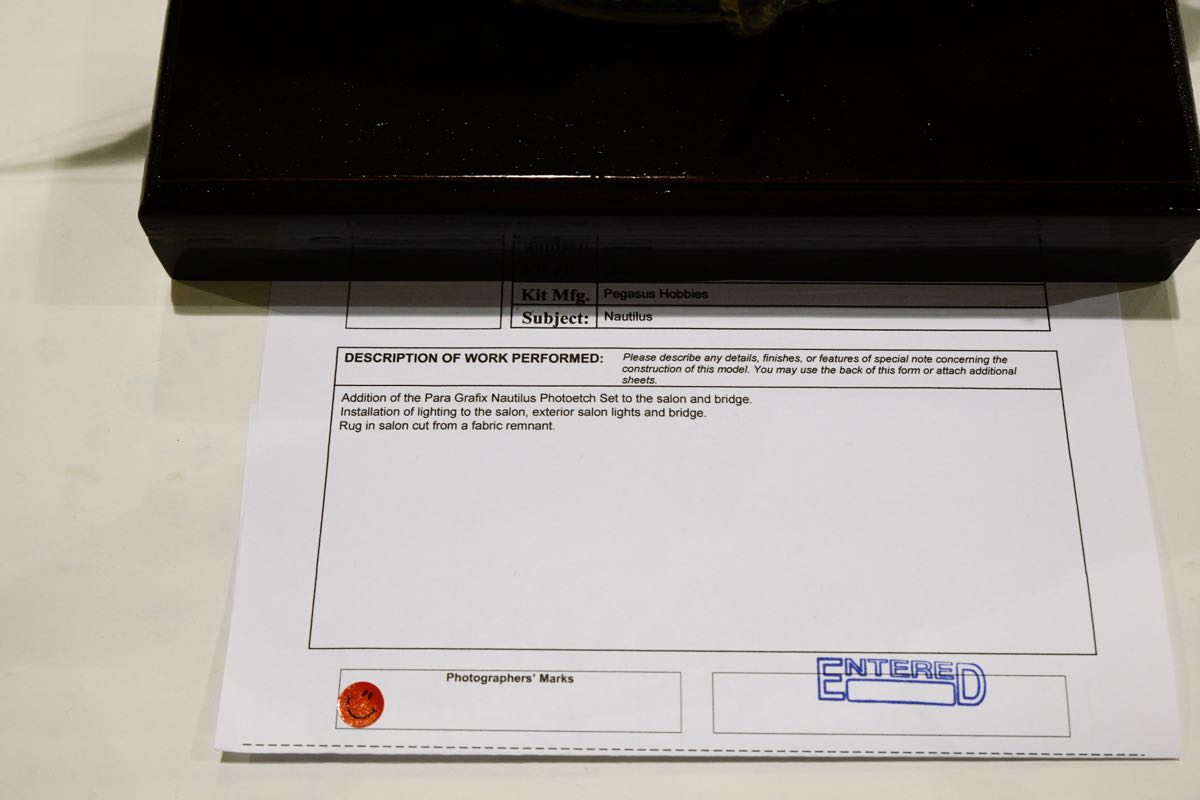 Kit Mfg. Pegasus Hobbies
Subject: Nautilus
DESCRIPTION OF WORK PERFORMED: Please describe any details, finishes, or features of special note concerning the
construction of this model. You may use the back of this form or attach additional
sheets.
Addition of the Para Grafix Nautilus Photoetch Set to the salon and bridge.
Installation of lighting to the salon, exterior salon lights and bridge.
Rug in salon cut from a fabric remnant.
Photographers' Marks
ENTERED